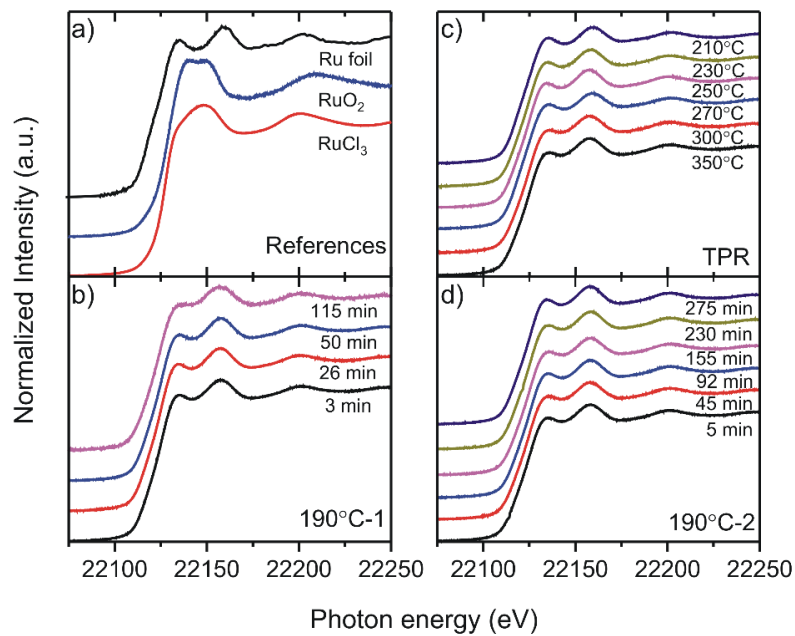 Normalized Intensity (a.u.)
a)
Ru foil
RuO2
RuCl3
References
c)
210°C
230°C
250°C
270°C
300°C
350°C
TPR
b)
115 min
50 min
26 min
3 min
190°C-1
d)
275 min
230 min
155 min
92 min
45 min
5 min
190°C-2
22100 22150 22200 22100 22150 22200 22250
Photon energy (eV)